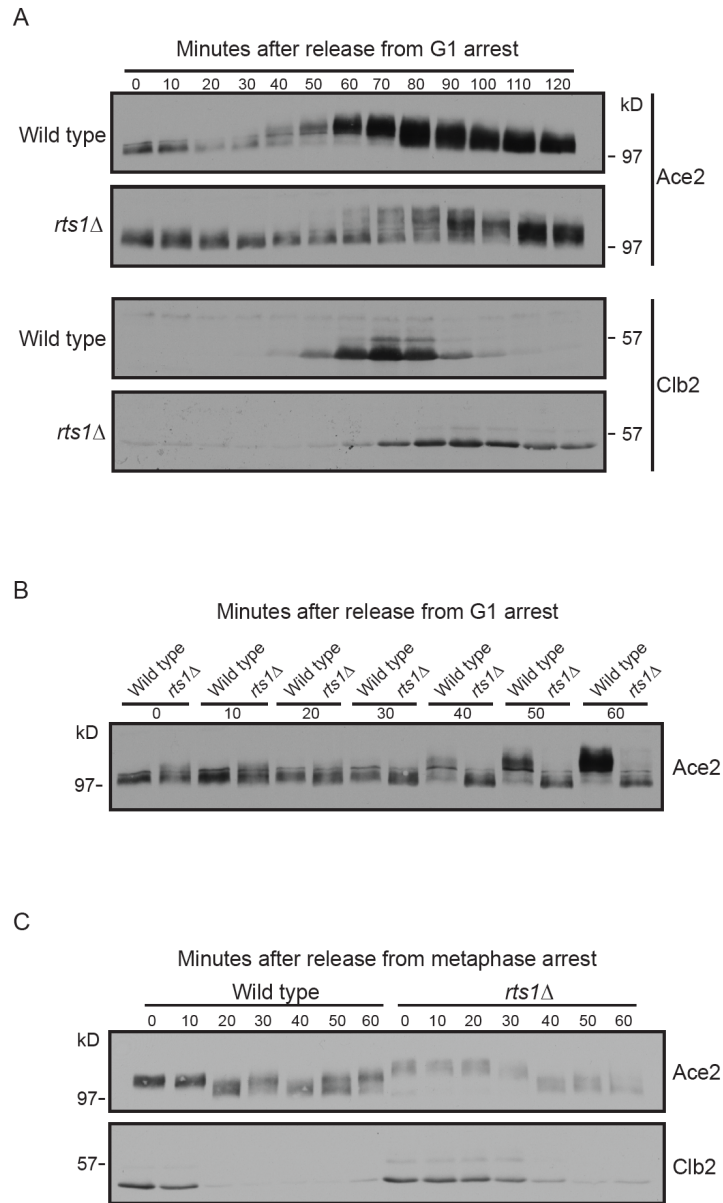 A
Minutes after release from G1 arrest
0 10 20 30 40 50 60 70 80 90 100 110 120
kD
Wild type
- 97
Ace2
rts1Δ
- 97
Wild type
- 57
Clb2
rts1Δ
- 57
B
Minutes after release from G1 arrest
Wild type rts1Δ Wild type rts1Δ Wild type rts1Δ Wild type rts1Δ Wild type rts1Δ Wild type rts1Δ Wild type rts1Δ
0 10 20 30 40 50 60
kD
97-
Ace2
C
Minutes after release from metaphase arrest
Wild type rts1Δ
0 10 20 30 40 50 60 0 10 20 30 40 50 60
kD
Ace2
97-
57-
Clb2